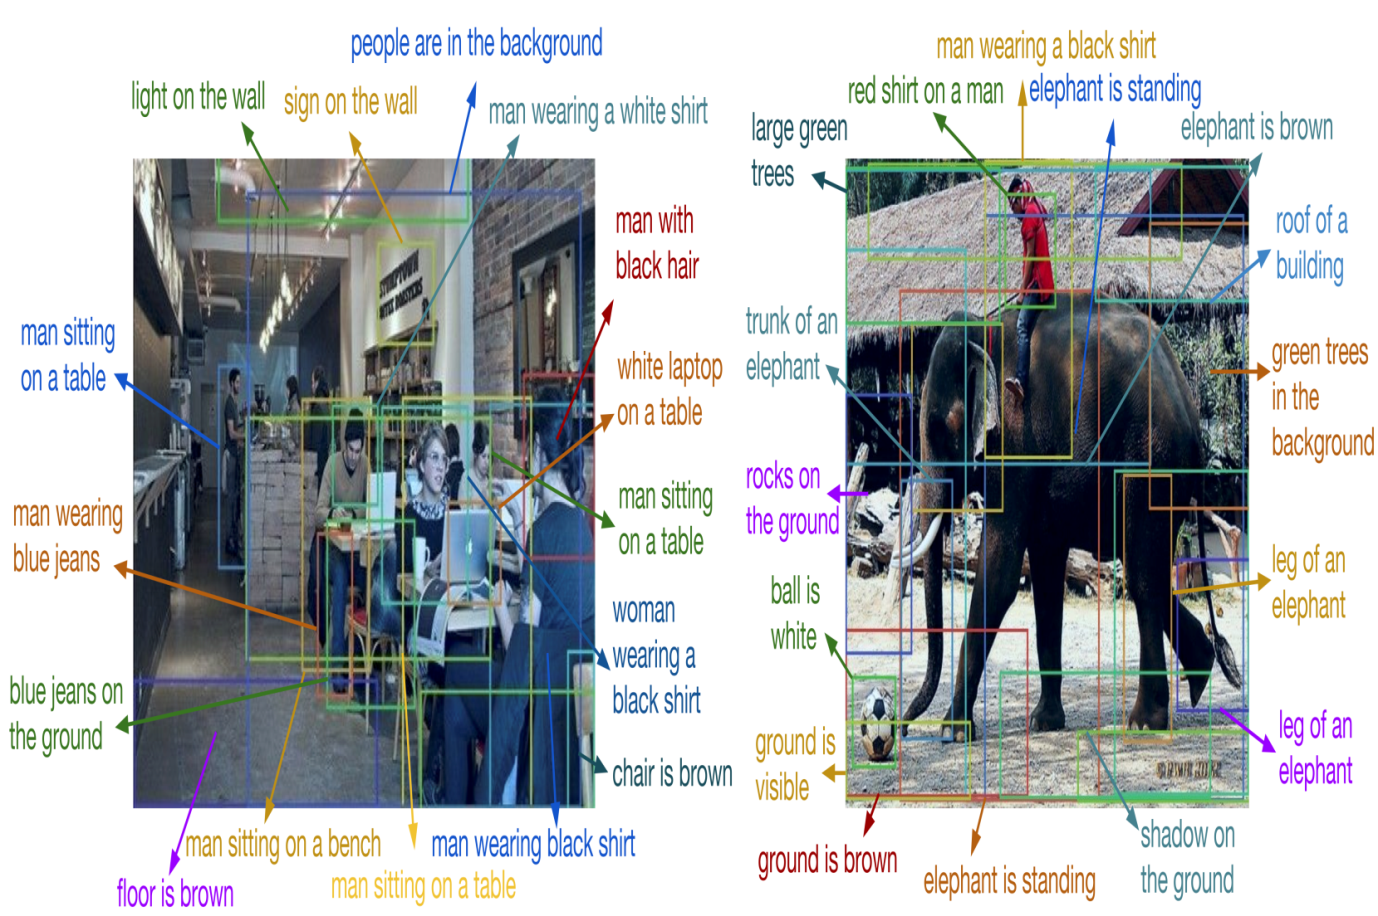 people are in the background
light on the wall
sign on the wall
man wearing a white shirt
man with
black hair
man sitting
on a table
white laptop
on a table
man wearing
blue jeans
man sitting
on a table
woman
wearing a
black shirt
blue jeans on
the ground
chair is brown
man sitting on a bench
man wearing black shirt
man sitting on a table
floor is brown
STUMPTOWN
man wearing a black shirt
red shirt on a man
elephant is standing
large green
trees
elephant is brown
roof of a
building
trunk of an
elephant
green trees
in the
background
rocks on
the ground
leg of an
elephant
ball is
white
leg of an
elephant
ground is
visible
ground is brown
elephant is standing
shadow on
the ground